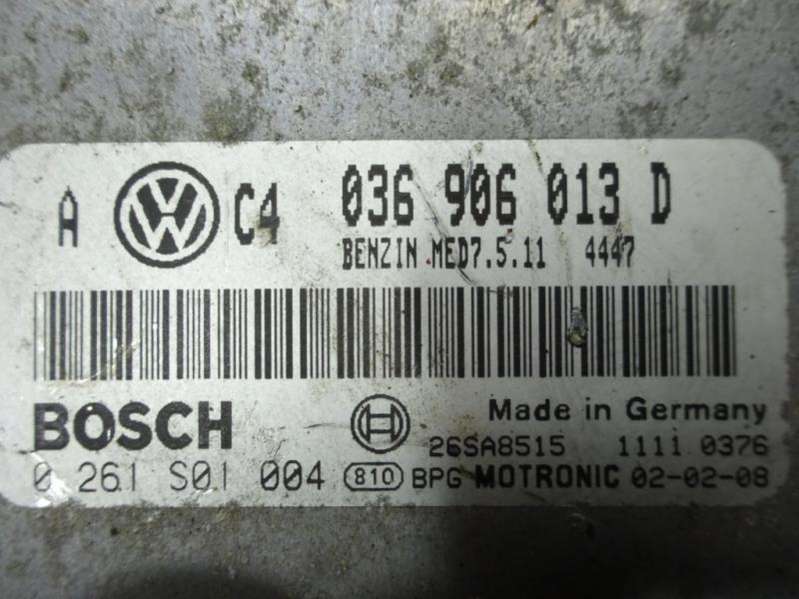 A VW C4 036 906 013 D
BENZIN MED7.5.11 4447
BOSCH Made in Germany
26SA8515 1111 0376
0 261 S01 004 810 BPG MOTRONIC 02-02-08